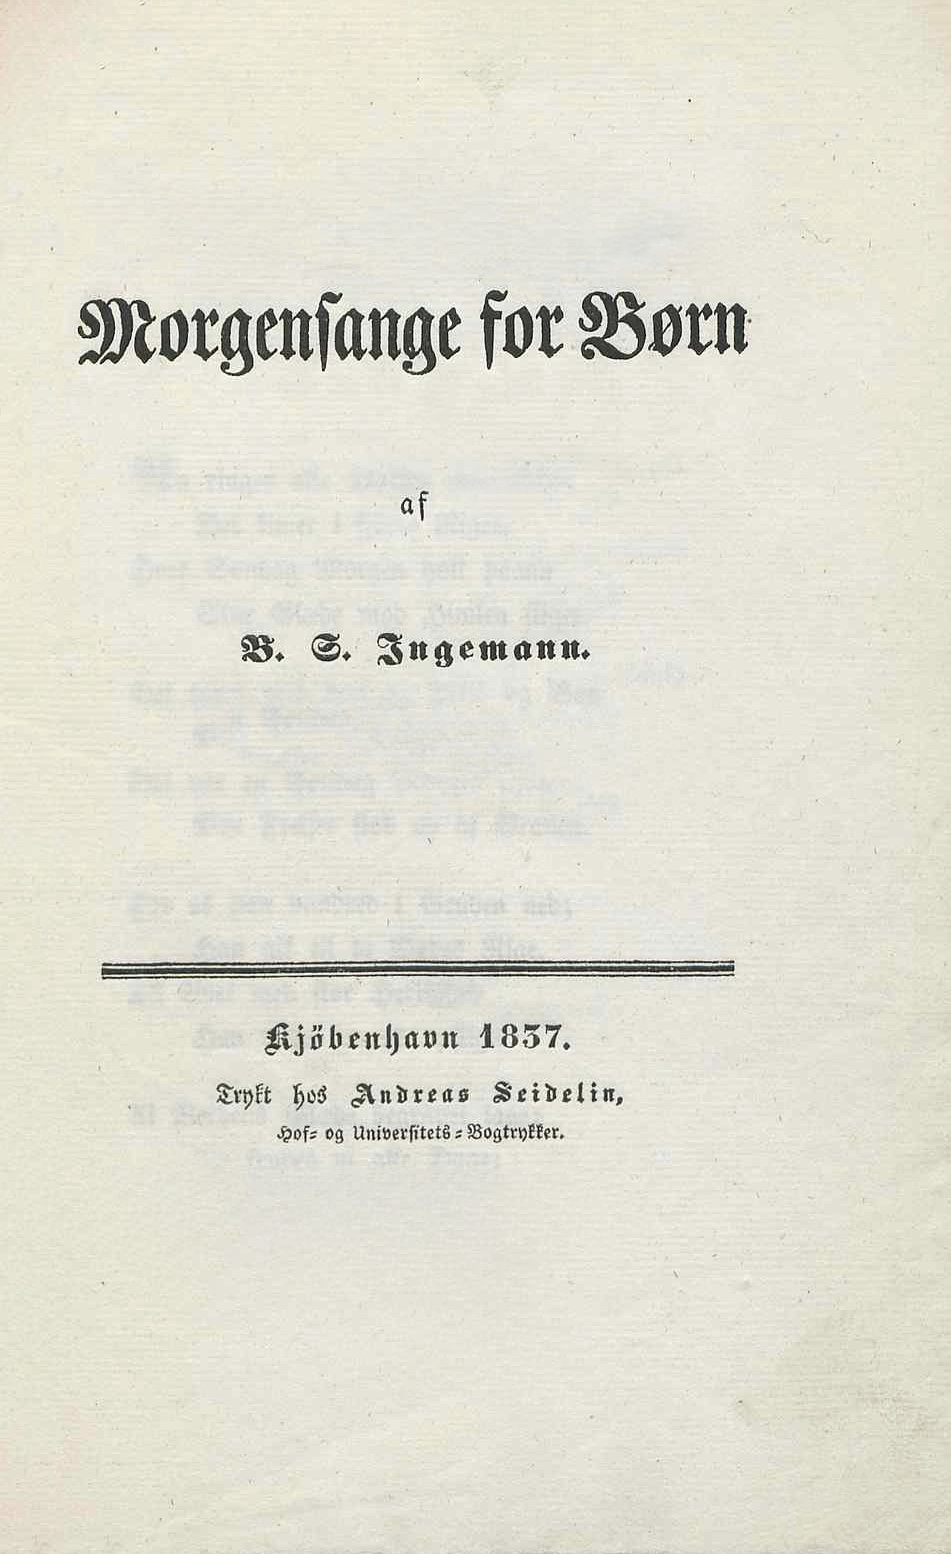 Morgensange for Børn
af
B. S. Ingemann.
Kjöbenhavn 1837.
Trykt hos Andreas Seidelin,
Hof- og Universitets-Bogtrykker.